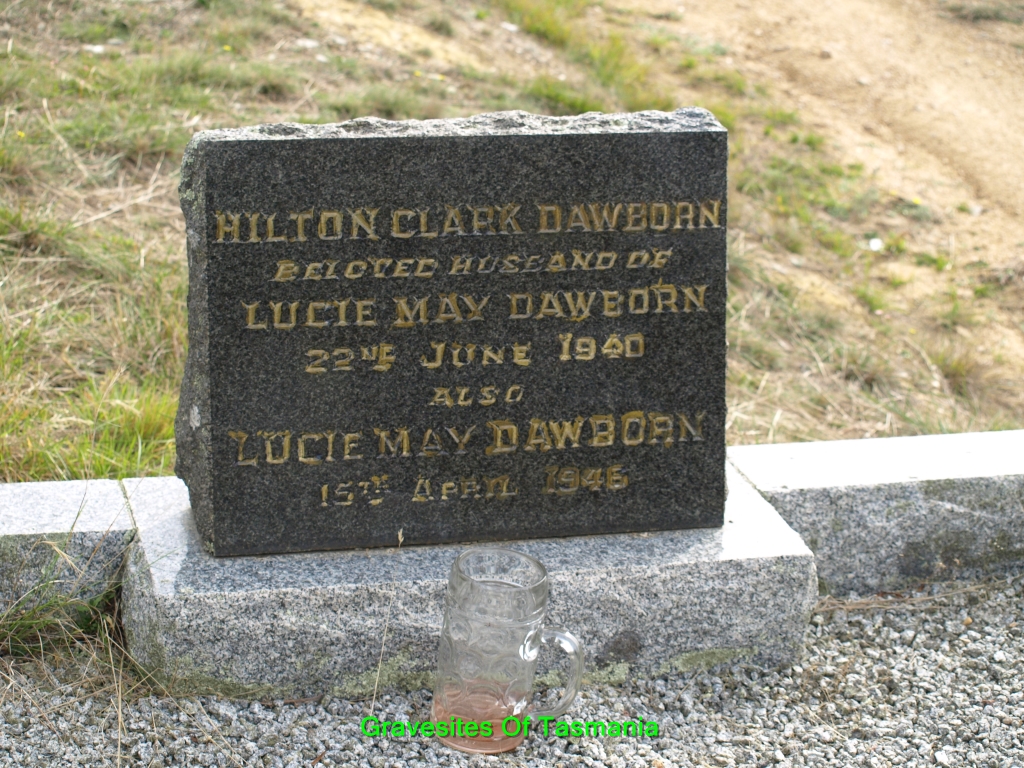 HILTON CLARK DAWBORN
BELOVED HUSBAND OF
LUCIE MAY DAWBORN
22ND JUNE 1940
ALSO
LUCIE MAY DAWBORN
15TH APRIL 1946
Gravesites Of Tasmania